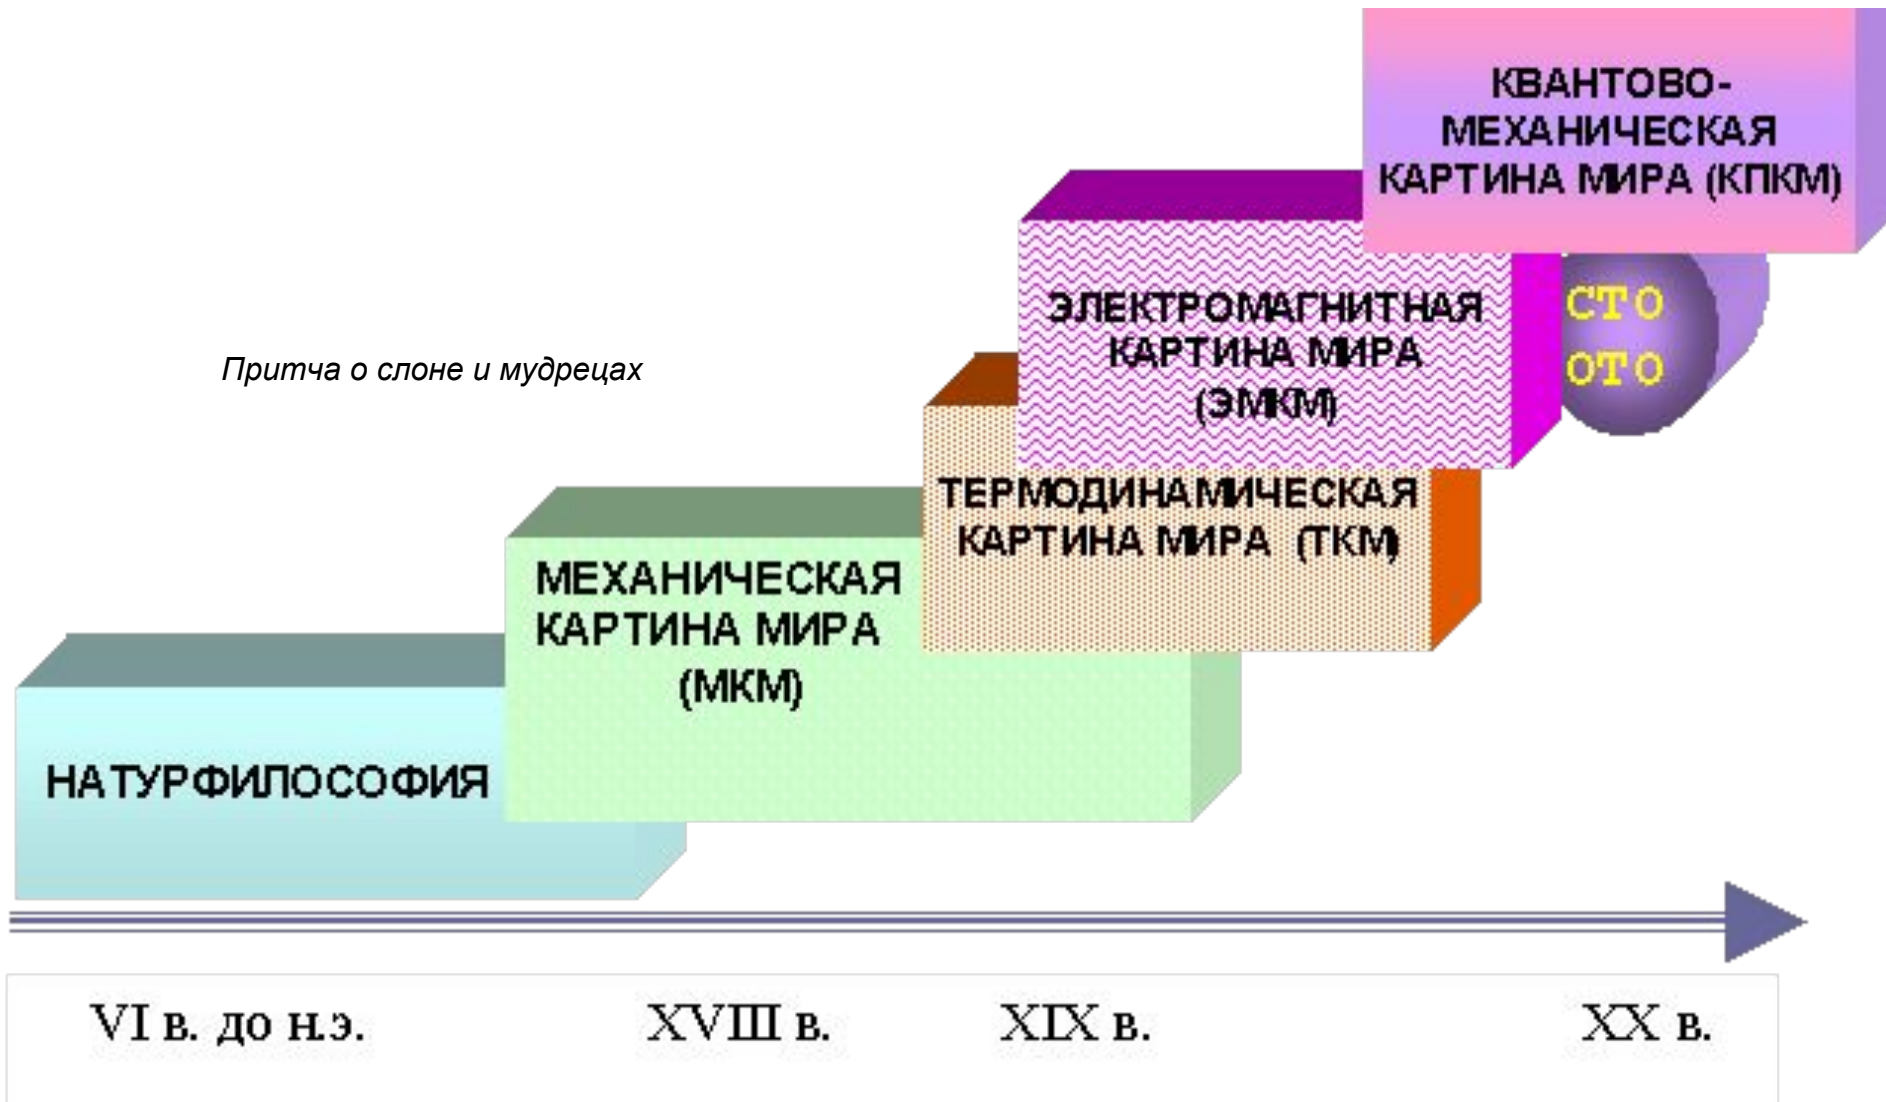 КВАНТОВО-
МЕХАНИЧЕСКАЯ
КАРТИНА МИРА (КПКМ)
СТО
ОТО
ЭЛЕКТРОМАГНИТНАЯ
КАРТИНА МИРА
(ЭМКМ)
Притча о слоне и мудрецах
ТЕРМОДИНАМИЧЕСКАЯ
КАРТИНА МИРА (ТКМ)
МЕХАНИЧЕСКАЯ
КАРТИНА МИРА
(МКМ)
НАТУРФИЛОСОФИЯ
VI в. до н.э.
XVIII в.
XIX в.
XX в.